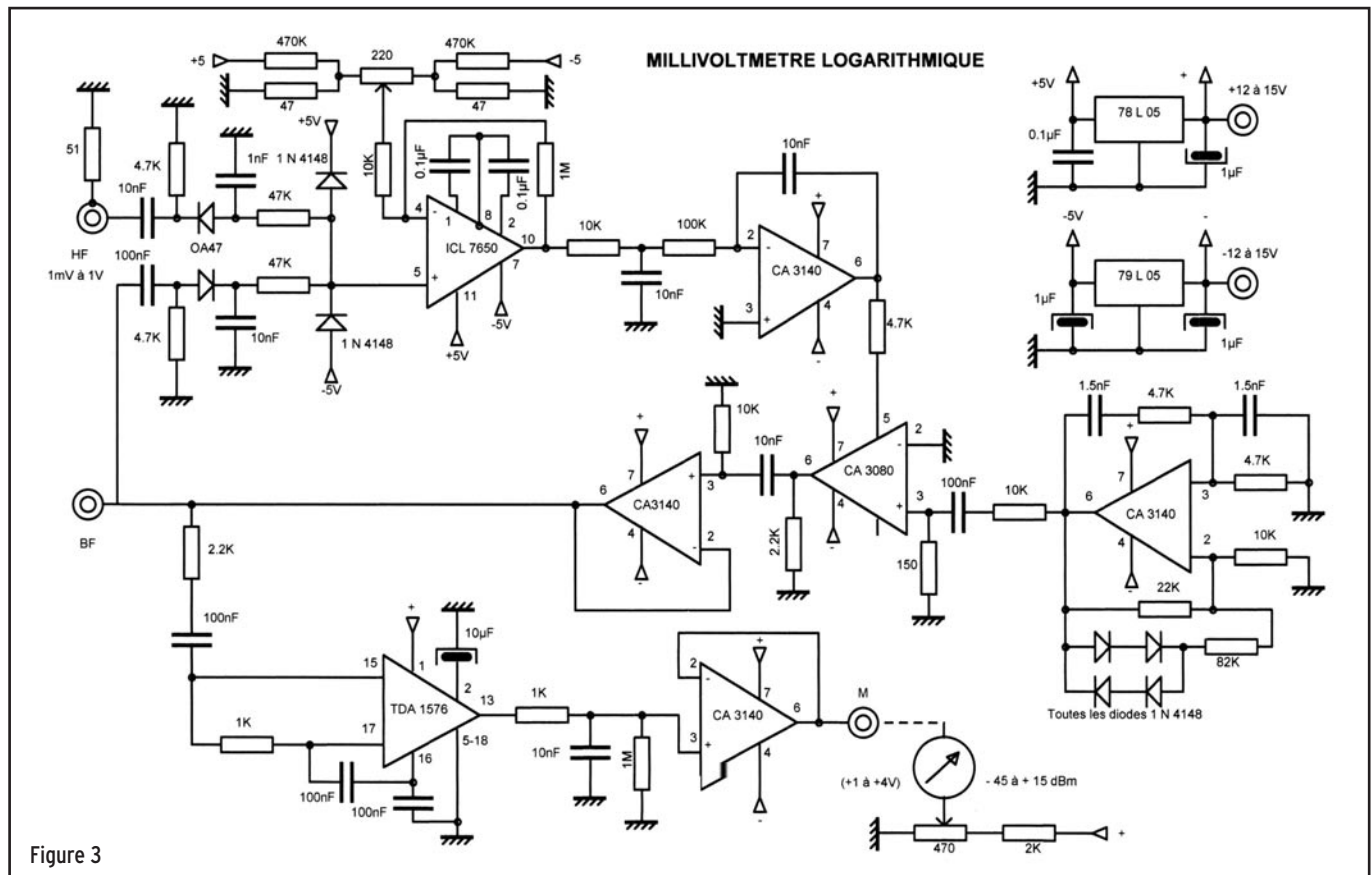 MILLIVOLTMETRE LOGARITHMIQUE
+5
470K
220
470K
-5
47
47
+5V
78 L 05
+
+12 à 15V
0.1µF
1µF
-5V
79 L 05
-
-12 à 15V
1µF
1µF
51
4.7K
1nF
+5V
1 N 4148
10nF
47K
OA47
HF
1mV à 1V
100nF
47K
4.7K
10nF
1 N 4148
-5V
10K
0.1µF
0.1µF
1M
4
-
1
8
2
ICL 7650
10
5
+
7
11
-5V
+5V
10K
100K
10nF
10nF
+
2
-
7
CA 3140
6
3
+
4
-
4.7K
1.5nF
4.7K
1.5nF
+
7
4.7K
6
CA 3140
3
4
2
10K
-
22K
82K
Toutes les diodes 1 N 4148
10K
100nF
150
+
5
2
-
7
6
CA 3080
3
+
4
-
10nF
2.2K
10K
+
7
+
3
6
CA3140
2
-
4
-
BF
2.2K
100nF
+
10µF
15
1
2
13
TDA 1576
17
5-18
16
1K
100nF
100nF
1K
10nF
1M
+
2
-
7
CA 3140
6
3
+
4
-
M
(+1 à +4V)
- 45 à + 15 dBm
470
2K
+
Figure 3